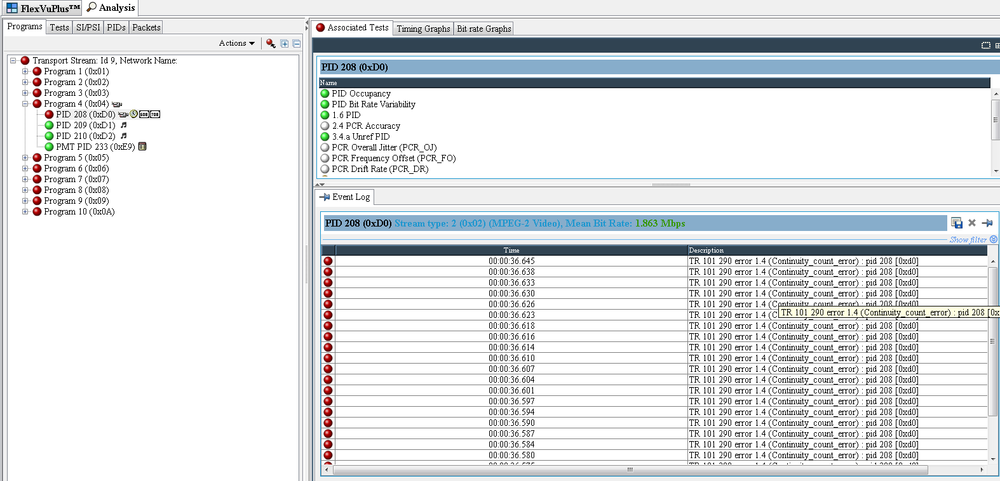 FlexVuPlus™ Analysis
Programs Tests SI/PSI PIDs Packets
Actions
Transport Stream: Id 9, Network Name:
Program 1 (0x01)
Program 2 (0x02)
Program 3 (0x03)
Program 4 (0x04)
PID 208 (0xD0) 608 708
PID 209 (0xD1)
PID 210 (0xD2)
PMT PID 233 (0xE9)
Program 5 (0x05)
Program 6 (0x06)
Program 7 (0x07)
Program 8 (0x08)
Program 9 (0x09)
Program 10 (0x0A)
Associated Tests Timing Graphs Bit rate Graphs
PID 208 (0xD0)
Name
PID Occupancy
PID Bit Rate Variability
1.6 PID
2.4 PCR Accuracy
3.4.a Unref PID
PCR Overall Jitter (PCR_OJ)
PCR Frequency Offset (PCR_FO)
PCR Drift Rate (PCR_DR)
Event Log
PID 208 (0xD0) Stream type: 2 (0x02) (MPEG-2 Video), Mean Bit Rate: 1.863 Mbps
Show filter
Time Description
00:00:36.645 TR 101 290 error 1.4 (Continuity_count_error) : pid 208 [0xd0]
00:00:36.638 TR 101 290 error 1.4 (Continuity_count_error) : pid 208 [0xd0]
00:00:36.633 TR 101 290 error 1.4 (Continuity_count_error) : pid 208 [0xd0]
00:00:36.630 TR 101 290 error 1.4 (Continuity_count_error) : pid 208 [0xd0]
00:00:36.626 TR 101 290 error 1.4 (Continuity_count_error) : pid 208 [0xd0]
TR 101 290 error 1.4 (Continuity_count_error) : pid 208 [0x
00:00:36.623 TR 101 290 error 1.4 (Continuity_count_error) : pid 208 [0xd0]
00:00:36.618 TR 101 290 error 1.4 (Continuity_count_error) : pid 208 [0xd0]
00:00:36.616 TR 101 290 error 1.4 (Continuity_count_error) : pid 208 [0xd0]
00:00:36.614 TR 101 290 error 1.4 (Continuity_count_error) : pid 208 [0xd0]
00:00:36.610 TR 101 290 error 1.4 (Continuity_count_error) : pid 208 [0xd0]
00:00:36.607 TR 101 290 error 1.4 (Continuity_count_error) : pid 208 [0xd0]
00:00:36.604 TR 101 290 error 1.4 (Continuity_count_error) : pid 208 [0xd0]
00:00:36.601 TR 101 290 error 1.4 (Continuity_count_error) : pid 208 [0xd0]
00:00:36.597 TR 101 290 error 1.4 (Continuity_count_error) : pid 208 [0xd0]
00:00:36.594 TR 101 290 error 1.4 (Continuity_count_error) : pid 208 [0xd0]
00:00:36.590 TR 101 290 error 1.4 (Continuity_count_error) : pid 208 [0xd0]
00:00:36.587 TR 101 290 error 1.4 (Continuity_count_error) : pid 208 [0xd0]
00:00:36.584 TR 101 290 error 1.4 (Continuity_count_error) : pid 208 [0xd0]
00:00:36.580 TR 101 290 error 1.4 (Continuity_count_error) : pid 208 [0xd0]